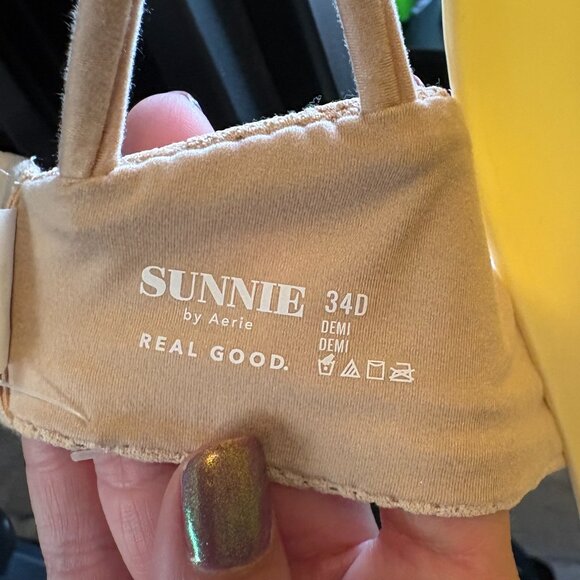 SUNNIE
by Aerie
REAL GOOD.
34D
DEMI
DEMI